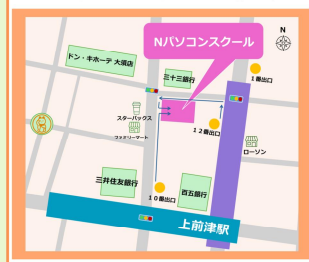 Nパソコンスクール
N
ドン・キホーテ 大須店
三十三銀行
1番出口
スターバックス
ファミリーマート
12番出口
ローソン
三井住友銀行
百五銀行
10番出口
上前津駅